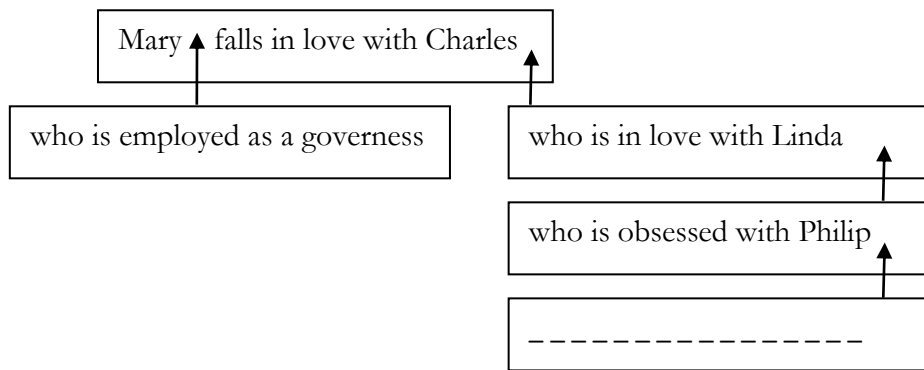 Mary falls in love with Charles
who is employed as a governess
who is in love with Linda
who is obsessed with Philip
_ _ _ _ _ _ _ _ _ _ _ _ _ _ _ _